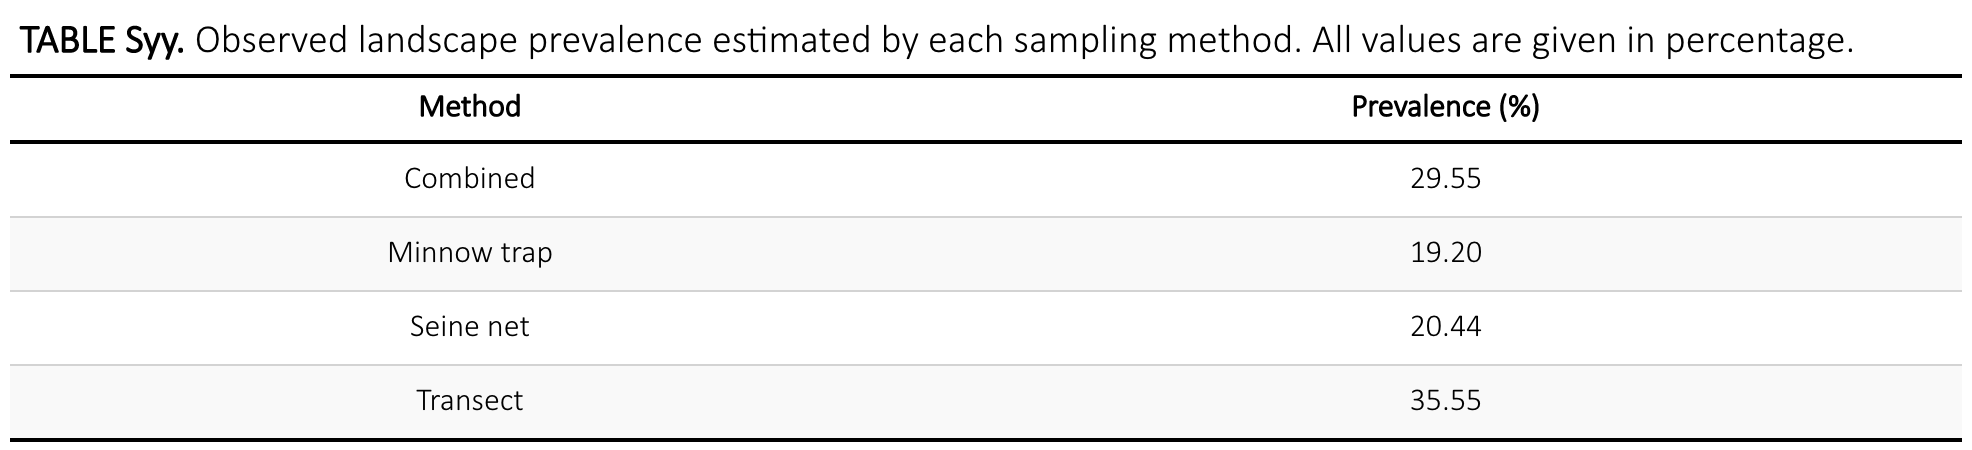 TABLE Syy. Observed landscape prevalence estimated by each sampling method. All values are given in percentage.
Method Prevalence (%)
Combined 29.55
Minnow trap 19.20
Seine net 20.44
Transect 35.55